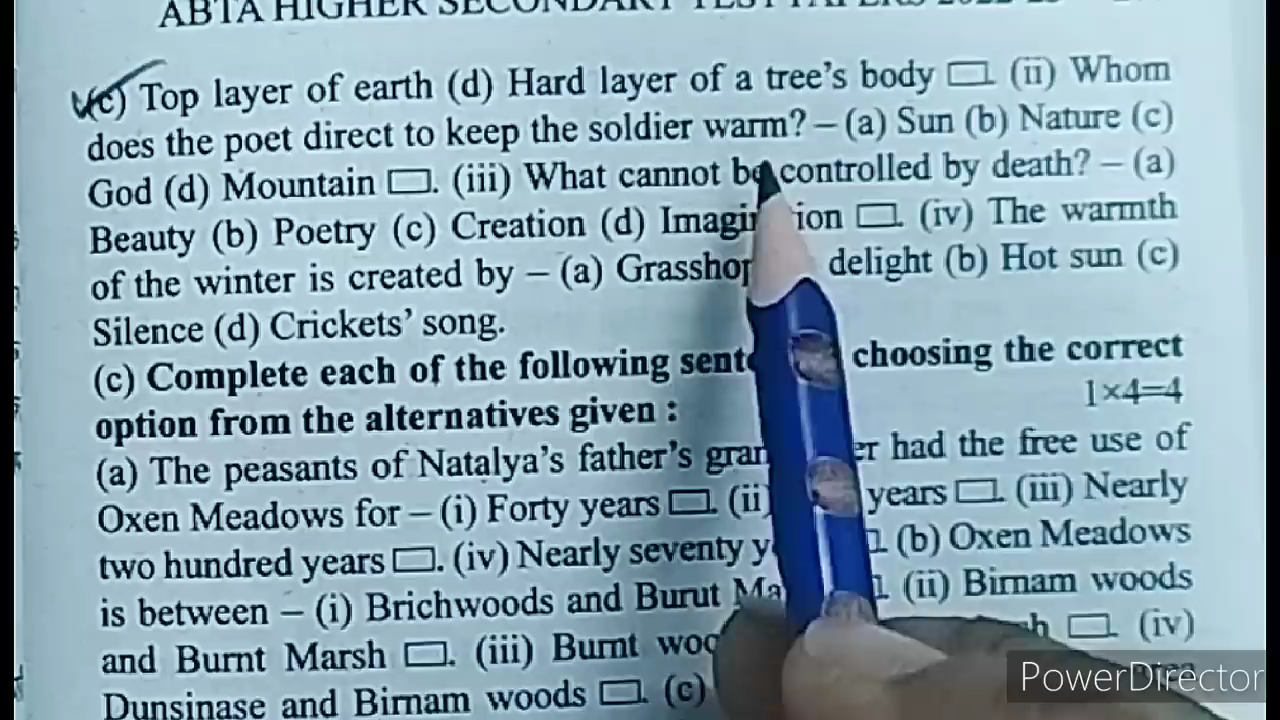 ABTA HIGHER SECONDARY TEST PAPERS
(c) Top layer of earth (d) Hard layer of a tree's body ▭. (ii) Whom
does the poet direct to keep the soldier warm? – (a) Sun (b) Nature (c)
God (d) Mountain ▭. (iii) What cannot be controlled by death? – (a)
Beauty (b) Poetry (c) Creation (d) Imagi ion ▭. (iv) The warmth
of the winter is created by – (a) Grasshop delight (b) Hot sun (c)
Silence (d) Crickets' song.
(c) Complete each of the following sent choosing the correct
option from the alternatives given :
1×4=4
(a) The peasants of Natalya's father's gran er had the free use of
Oxen Meadows for – (i) Forty years ▭. (ii) years ▭. (iii) Nearly
two hundred years ▭. (iv) Nearly seventy y ▭. (b) Oxen Meadows
is between – (i) Brichwoods and Burut Ma ▭. (ii) Birnam woods
and Burnt Marsh ▭. (iii) Burnt woo h ▭. (iv)
Dunsinase and Birnam woods ▭. (c)
PowerDirector